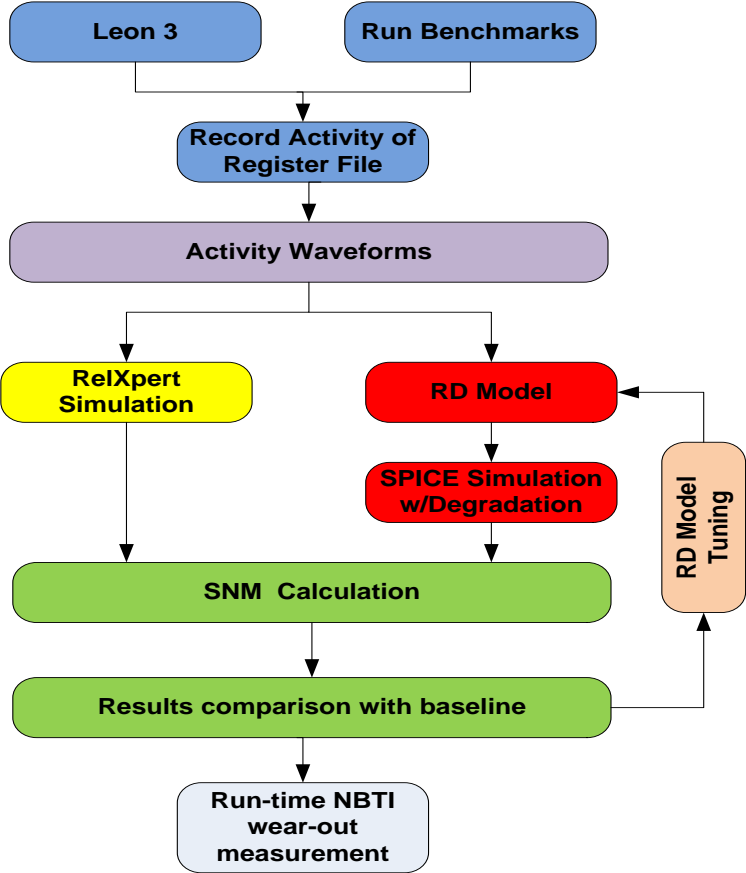 Leon 3
Run Benchmarks
Record Activity of
Register File
Activity Waveforms
RelXpert
Simulation
RD Model
SPICE Simulation
w/Degradation
RD Model
Tuning
SNM Calculation
Results comparison with baseline
Run-time NBTI
wear-out
measurement